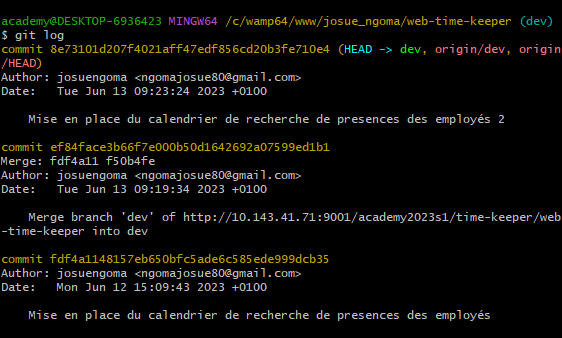 academy@DESKTOP-6936423 MINGW64 /c/wamp64/www/josue_ngoma/web-time-keeper (dev)
$ git log
commit 8e73101d207f4021aff47edf856cd20b3fe710e4 (HEAD -> dev, origin/dev, origin
/HEAD)
Author: josuengoma <ngomajosue80@gmail.com>
Date:   Tue Jun 13 09:23:24 2023 +0100

    Mise en place du calendrier de recherche de presences des employés 2

commit ef84face3b66f7e000b50d1642692a07599ed1b1
Merge: fdf4a11 f50b4fe
Author: josuengoma <ngomajosue80@gmail.com>
Date:   Tue Jun 13 09:19:34 2023 +0100

    Merge branch 'dev' of http://10.143.41.71:9001/academy2023s1/time-keeper/web
-time-keeper into dev

commit fdf4a1148157eb650bfc5ade6c585ede999dcb35
Author: josuengoma <ngomajosue80@gmail.com>
Date:   Mon Jun 12 15:09:43 2023 +0100

    Mise en place du calendrier de recherche de presences des employés